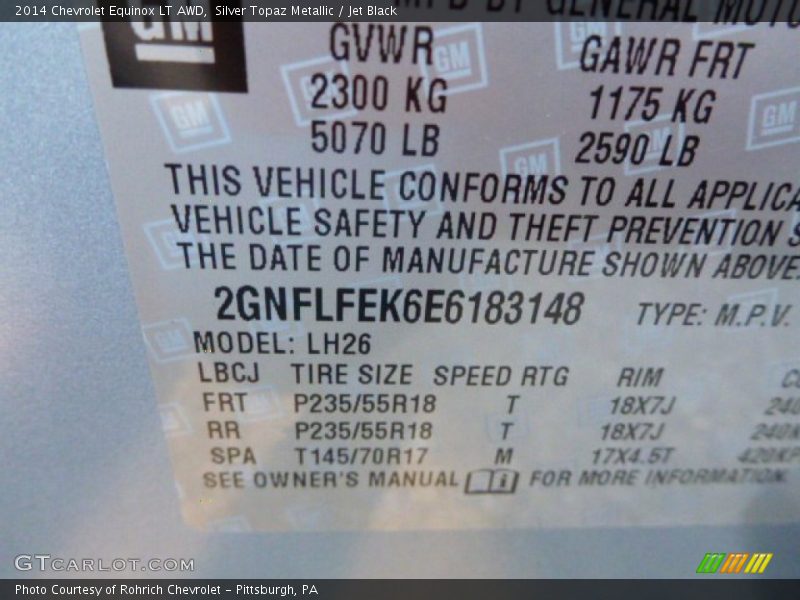 2014 Chevrolet Equinox LT AWD, Silver Topaz Metallic / Jet Black
GM
BY GENERAL
GVWR GAWR FRT
2300 KG 1175 KG
5070 LB 2590 LB
THIS VEHICLE CONFORMS TO ALL
VEHICLE SAFETY AND THEFT PREVENTION
THE DATE OF MANUFACTURE SHOWN ABOVE.
2GNFLFEK6E6183148 TYPE: M.P.V.
MODEL: LH26
LBCJ TIRE SIZE SPEED RTG RIM
FRT P235/55R18 T 18X7J
RR P235/55R18 T 18X7J
SPA T145/70R17 M 17X4.5T
SEE OWNER'S MANUAL FOR MORE INFORMATION.
GTCARLOT.COM
Photo Courtesy of Rohrich Chevrolet - Pittsburgh, PA